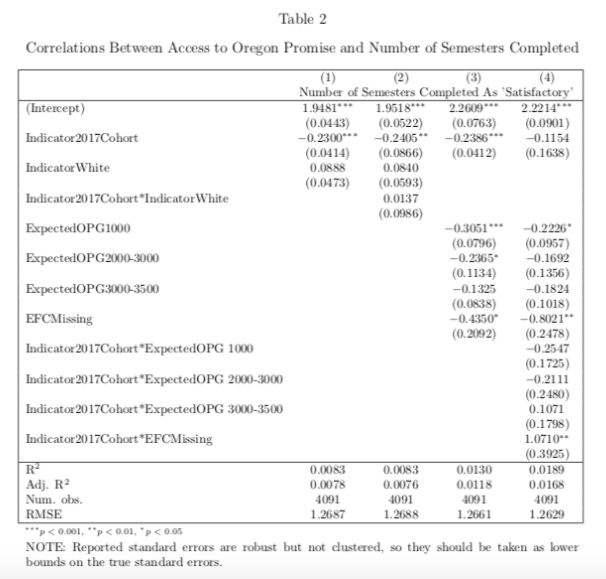 Table 2
Correlations Between Access to Oregon Promise and Number of Semesters Completed
(1) (2) (3) (4)
Number of Semesters Completed As 'Satisfactory'
(Intercept) 1.9481*** 1.9518*** 2.2609*** 2.2214***
(0.0443) (0.0522) (0.0763) (0.0901)
Indicator2017Cohort −0.2300*** −0.2405** −0.2386*** −0.1154
(0.0414) (0.0866) (0.0412) (0.1638)
IndicatorWhite 0.0888 0.0840
(0.0473) (0.0593)
Indicator2017Cohort*IndicatorWhite 0.0137
(0.0986)
ExpectedOPG1000 −0.3051*** −0.2226*
(0.0796) (0.0957)
ExpectedOPG2000-3000 −0.2365* −0.1692
(0.1134) (0.1356)
ExpectedOPG3000-3500 −0.1325 −0.1824
(0.0838) (0.1018)
EFCMissing −0.4350* −0.8021**
(0.2092) (0.2478)
Indicator2017Cohort*ExpectedOPG 1000 −0.2547
(0.1725)
Indicator2017Cohort*ExpectedOPG 2000-3000 −0.2111
(0.2480)
Indicator2017Cohort*ExpectedOPG 3000-3500 0.1071
(0.1798)
Indicator2017Cohort*EFCMissing 1.0710**
(0.3925)
R² 0.0083 0.0083 0.0130 0.0189
Adj. R² 0.0078 0.0076 0.0118 0.0168
Num. obs. 4091 4091 4091 4091
RMSE 1.2687 1.2688 1.2661 1.2629
***p < 0.001, **p < 0.01, *p < 0.05
NOTE: Reported standard errors are robust but not clustered, so they should be taken as lower
bounds on the true standard errors.